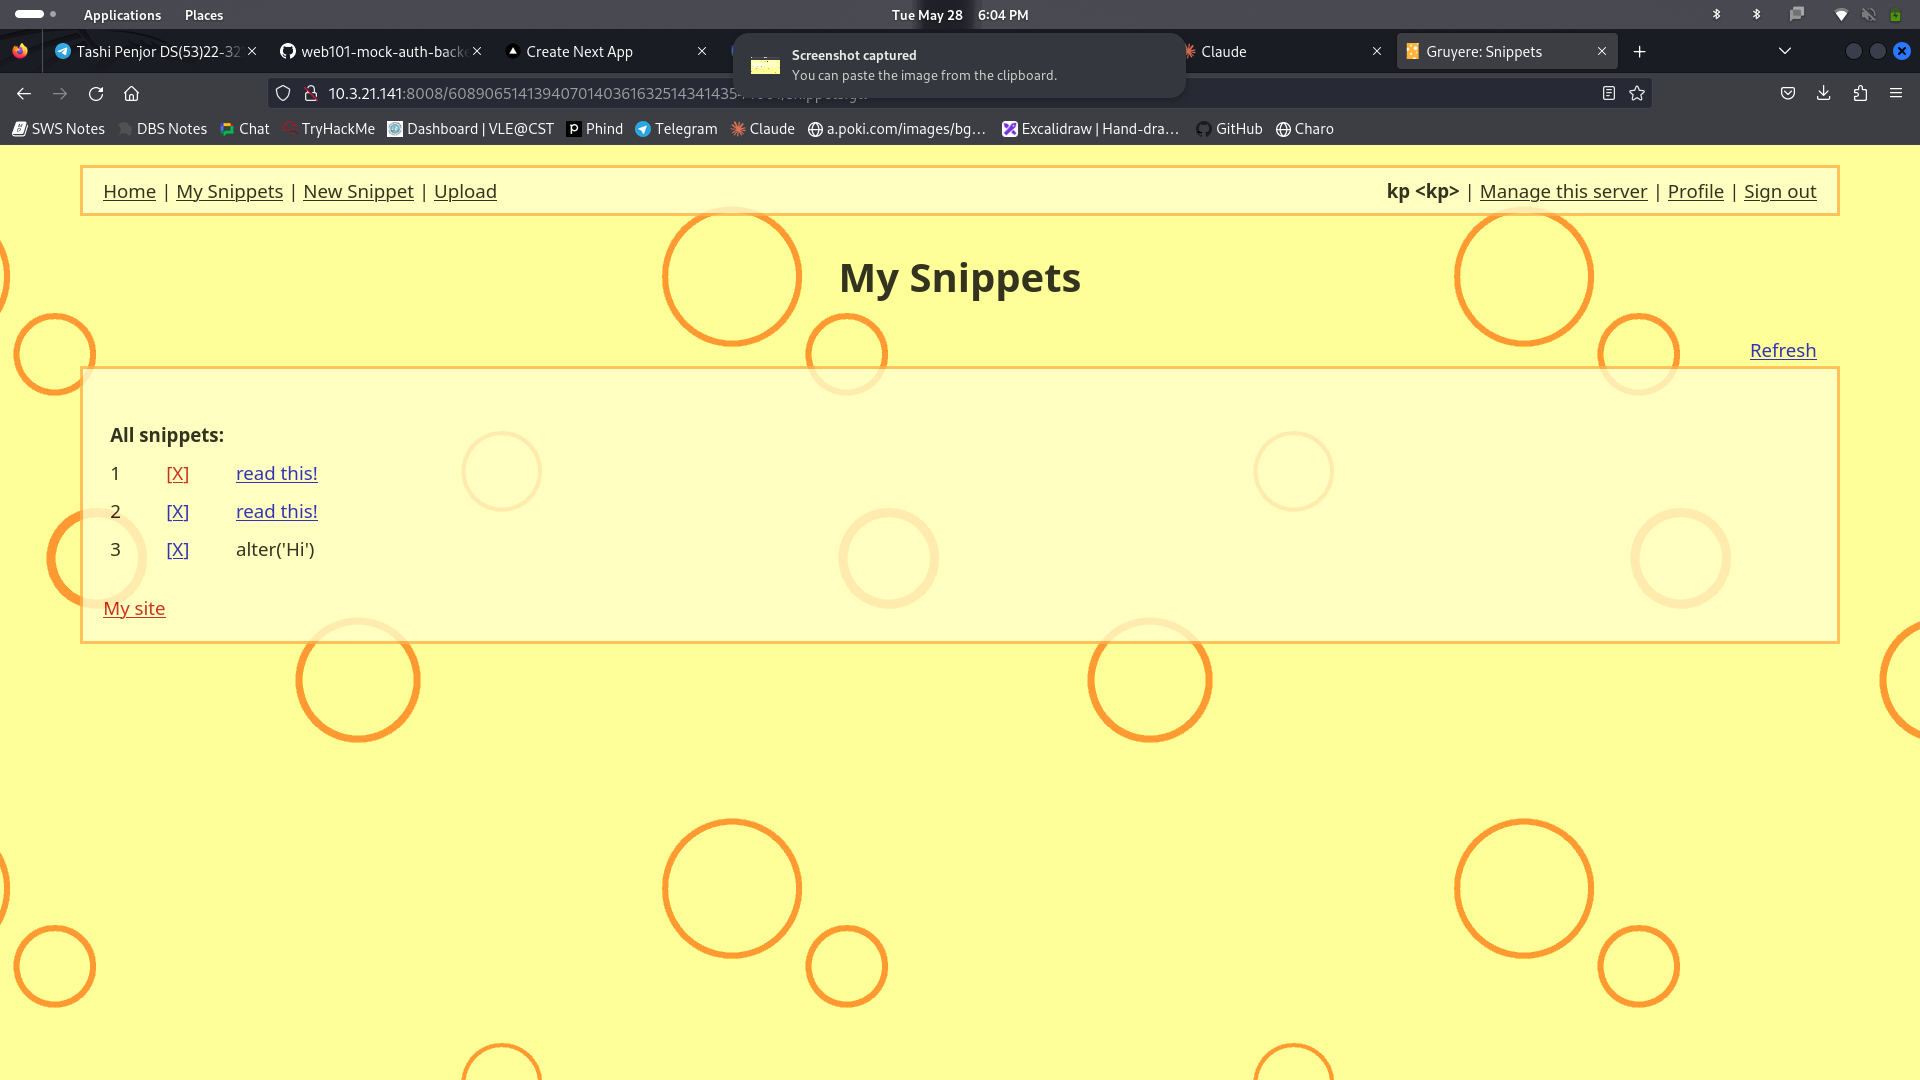 Applications Places Tue May 28 6:04 PM
Tashi Penjor DS(53)22-32 web101-mock-auth-backe Create Next App Claude Gruyere: Snippets
Screenshot captured
You can paste the image from the clipboard.
10.3.21.141:8008/
SWS Notes DBS Notes Chat TryHackMe Dashboard | VLE@CST Phind Telegram Claude a.poki.com/images/bg... Excalidraw | Hand-dra... GitHub Charo
Home | My Snippets | New Snippet | Upload kp <kp> | Manage this server | Profile | Sign out
My Snippets
Refresh
All snippets:
1 [X] read this!
2 [X] read this!
3 [X] alter('Hi')
My site